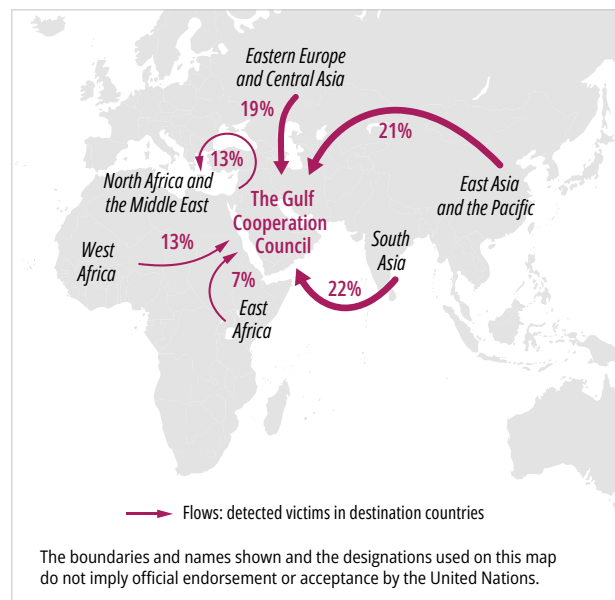 Eastern Europe
and Central Asia
19%
21%
13%
North Africa and
the Middle East
The Gulf
Cooperation
Council
East Asia
and the Pacific
West
Africa
13%
South
Asia
7%
22%
East
Africa
Flows: detected victims in destination countries
The boundaries and names shown and the designations used on this map
do not imply official endorsement or acceptance by the United Nations.